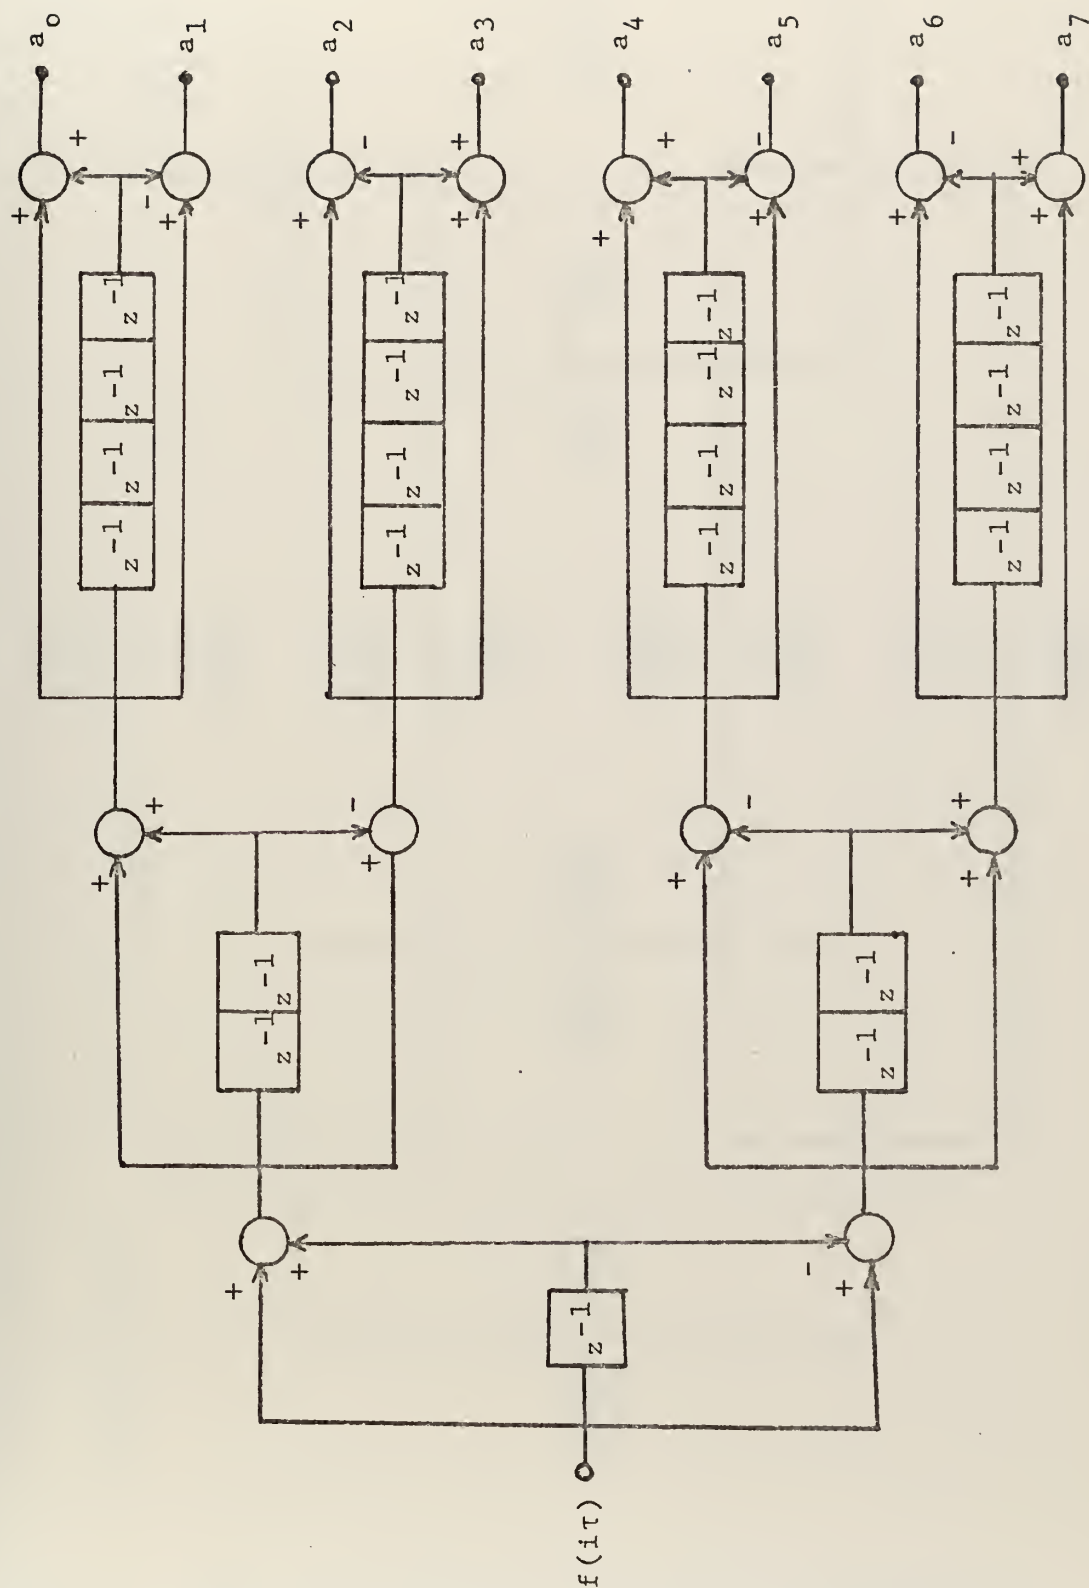 a0
a1
a2
a3
a4
a5
a6
a7
+ + - +
+ - + +
+ + - +
+ - + +
z-1 z-1 z-1 z-1
z-1 z-1 z-1 z-1
z-1 z-1 z-1 z-1
z-1 z-1 z-1 z-1
+ + - +
- + + +
z-1 z-1
z-1 z-1
+ + - +
z-1
f(iτ)